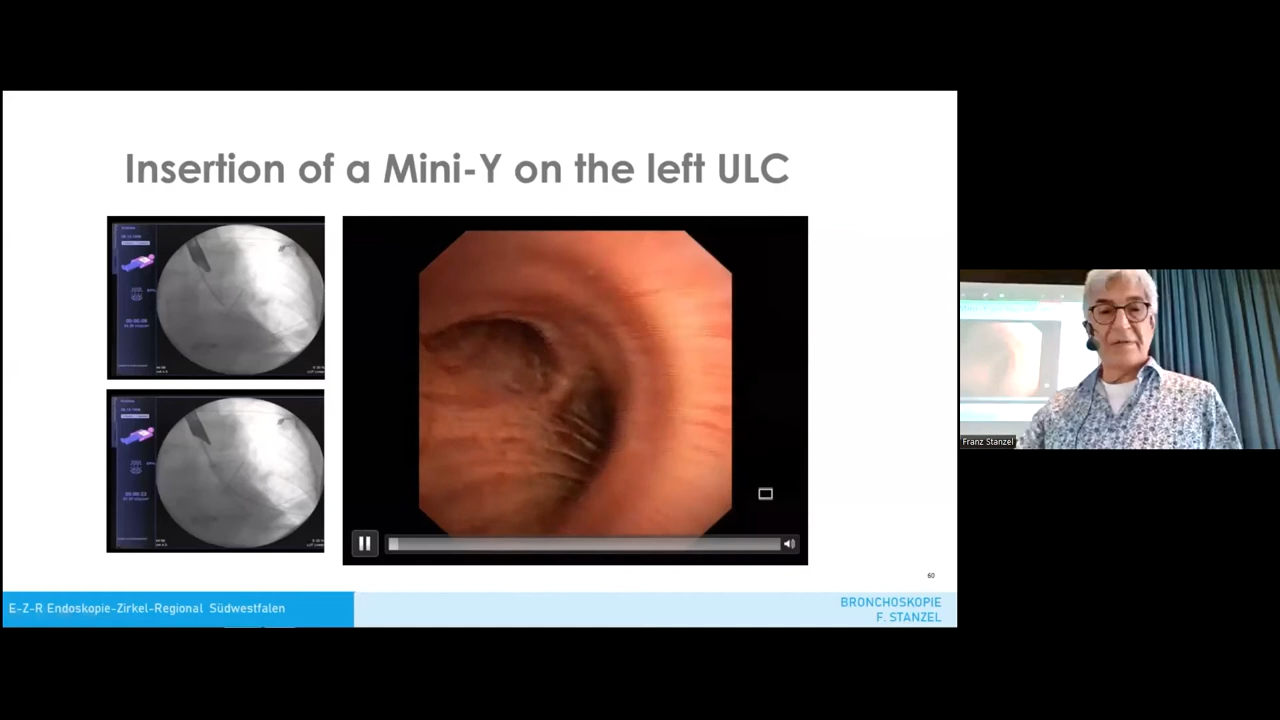 Insertion of a Mini-Y on the left ULC
60
E-Z-R Endoskopie-Zirkel-Regional Südwestfalen
BRONCHOSKOPIE
F. STANZEL
Franz Stanzel